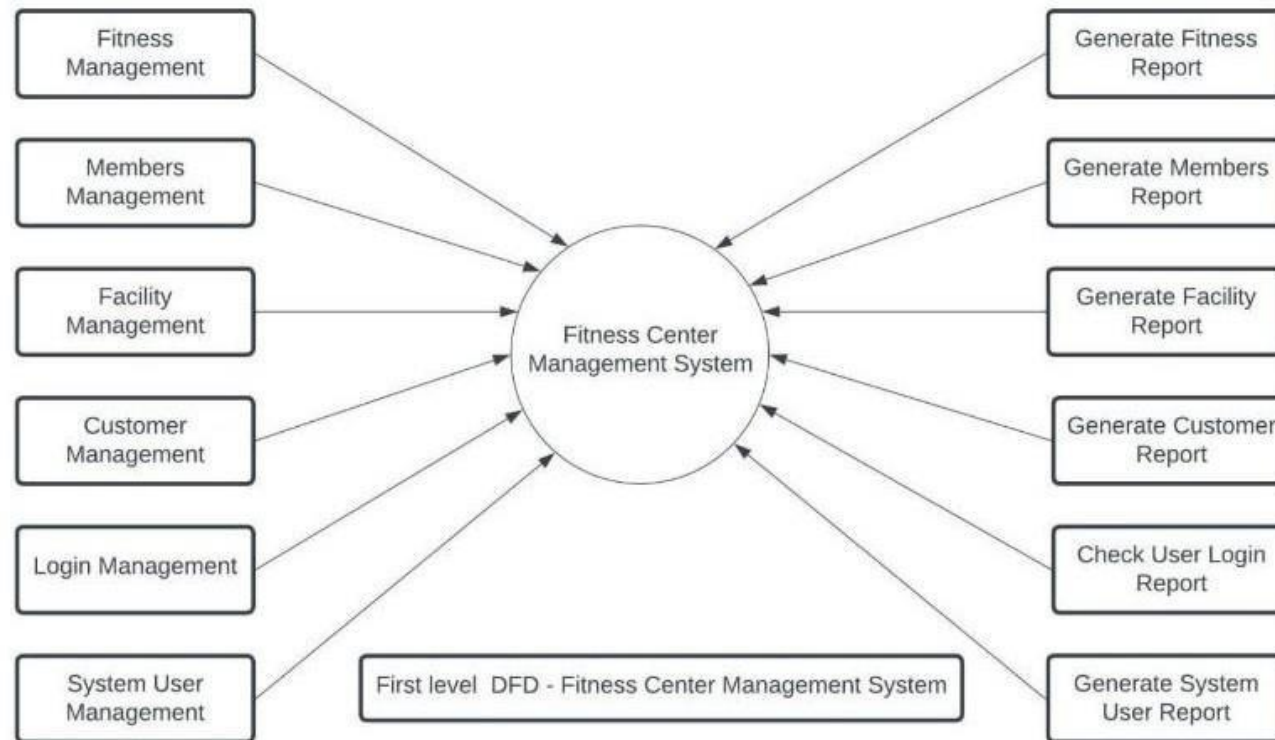 Fitness
Management
Members
Management
Facility
Management
Customer
Management
Login Management
System User
Management
Fitness Center
Management System
First level DFD - Fitness Center Management System
Generate Fitness
Report
Generate Members
Report
Generate Facility
Report
Generate Customer
Report
Check User Login
Report
Generate System
User Report